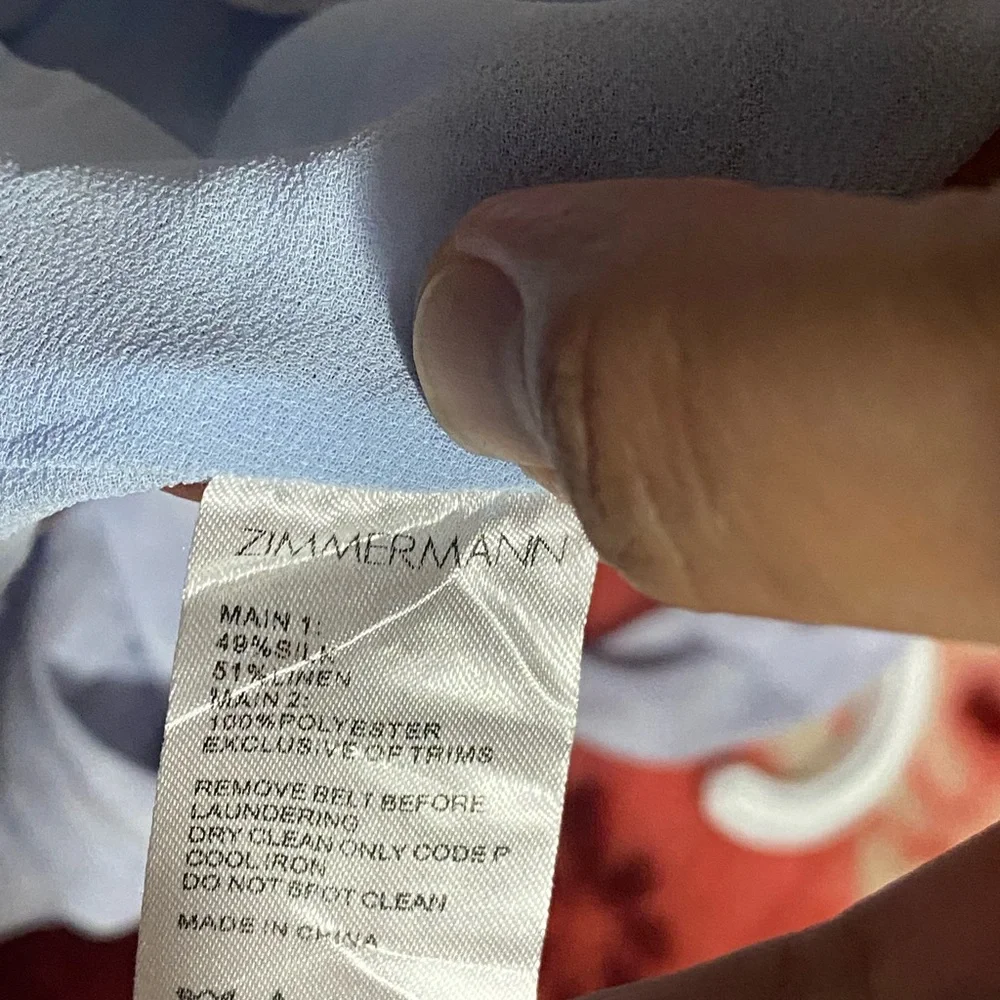 ZIMMERMANN
MAIN 1:
49%SILK
51%LINEN
MAIN 2:
100%POLYESTER
EXCLUSIVE OF TRIMS
REMOVE BELT BEFORE
LAUNDERING
DRY CLEAN ONLY CODE P
COOL IRON
DO NOT SPOT CLEAN
MADE IN CHINA